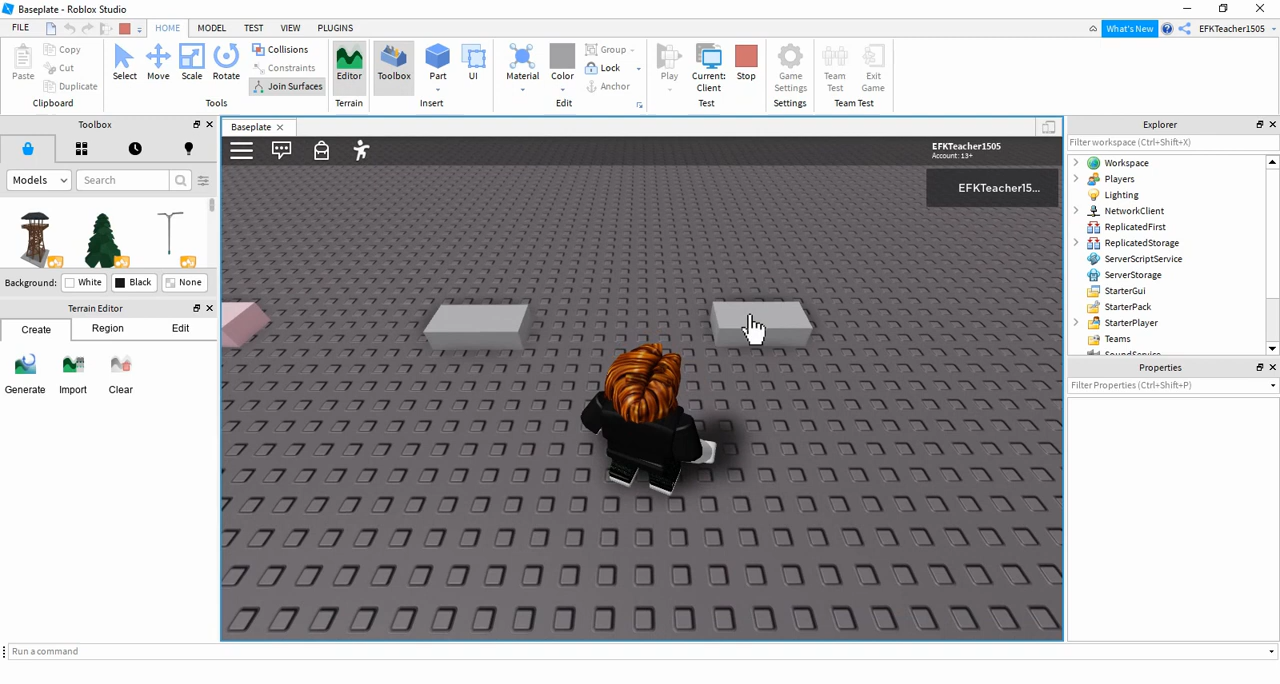 Baseplate - Roblox Studio
FILE
HOME MODEL TEST VIEW PLUGINS
What's New
EFKTeacher1505
Paste
Copy
Cut
Duplicate
Clipboard
Select Move Scale Rotate
Collisions
Constraints
Join Surfaces
Tools
Editor
Terrain
Toolbox Part UI
Insert
Material Color
Group
Lock
Anchor
Edit
Play Current: Client Stop
Test
Game Settings
Settings
Team Test Exit Game
Team Test
Toolbox
Models Search
Background: White Black None
Terrain Editor
Create Region Edit
Generate Import Clear
Baseplate
EFKTeacher1505
Account: 13+
EFKTeacher15...
Explorer
Filter workspace (Ctrl+Shift+X)
Workspace
Players
Lighting
NetworkClient
ReplicatedFirst
ReplicatedStorage
ServerScriptService
ServerStorage
StarterGui
StarterPack
StarterPlayer
Teams
SoundService
Properties
Filter Properties (Ctrl+Shift+P)
Run a command